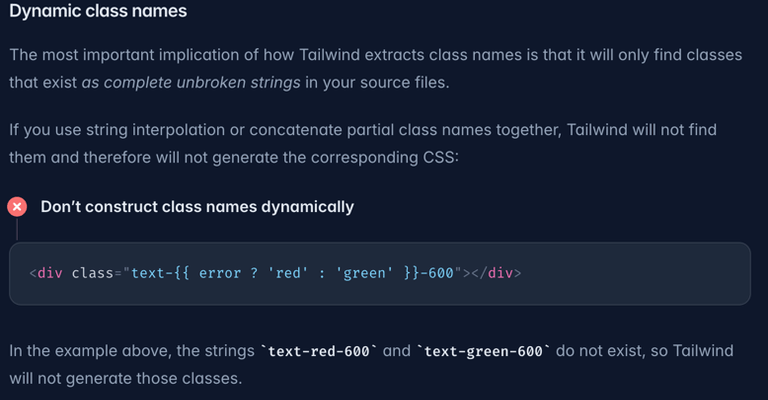 Dynamic class names
The most important implication of how Tailwind extracts class names is that it will only find classes
that exist as complete unbroken strings in your source files.
If you use string interpolation or concatenate partial class names together, Tailwind will not find
them and therefore will not generate the corresponding CSS:
Don’t construct class names dynamically
<div class="text-{{ error ? 'red' : 'green' }}-600"></div>
In the example above, the strings `text-red-600` and `text-green-600` do not exist, so Tailwind
will not generate those classes.